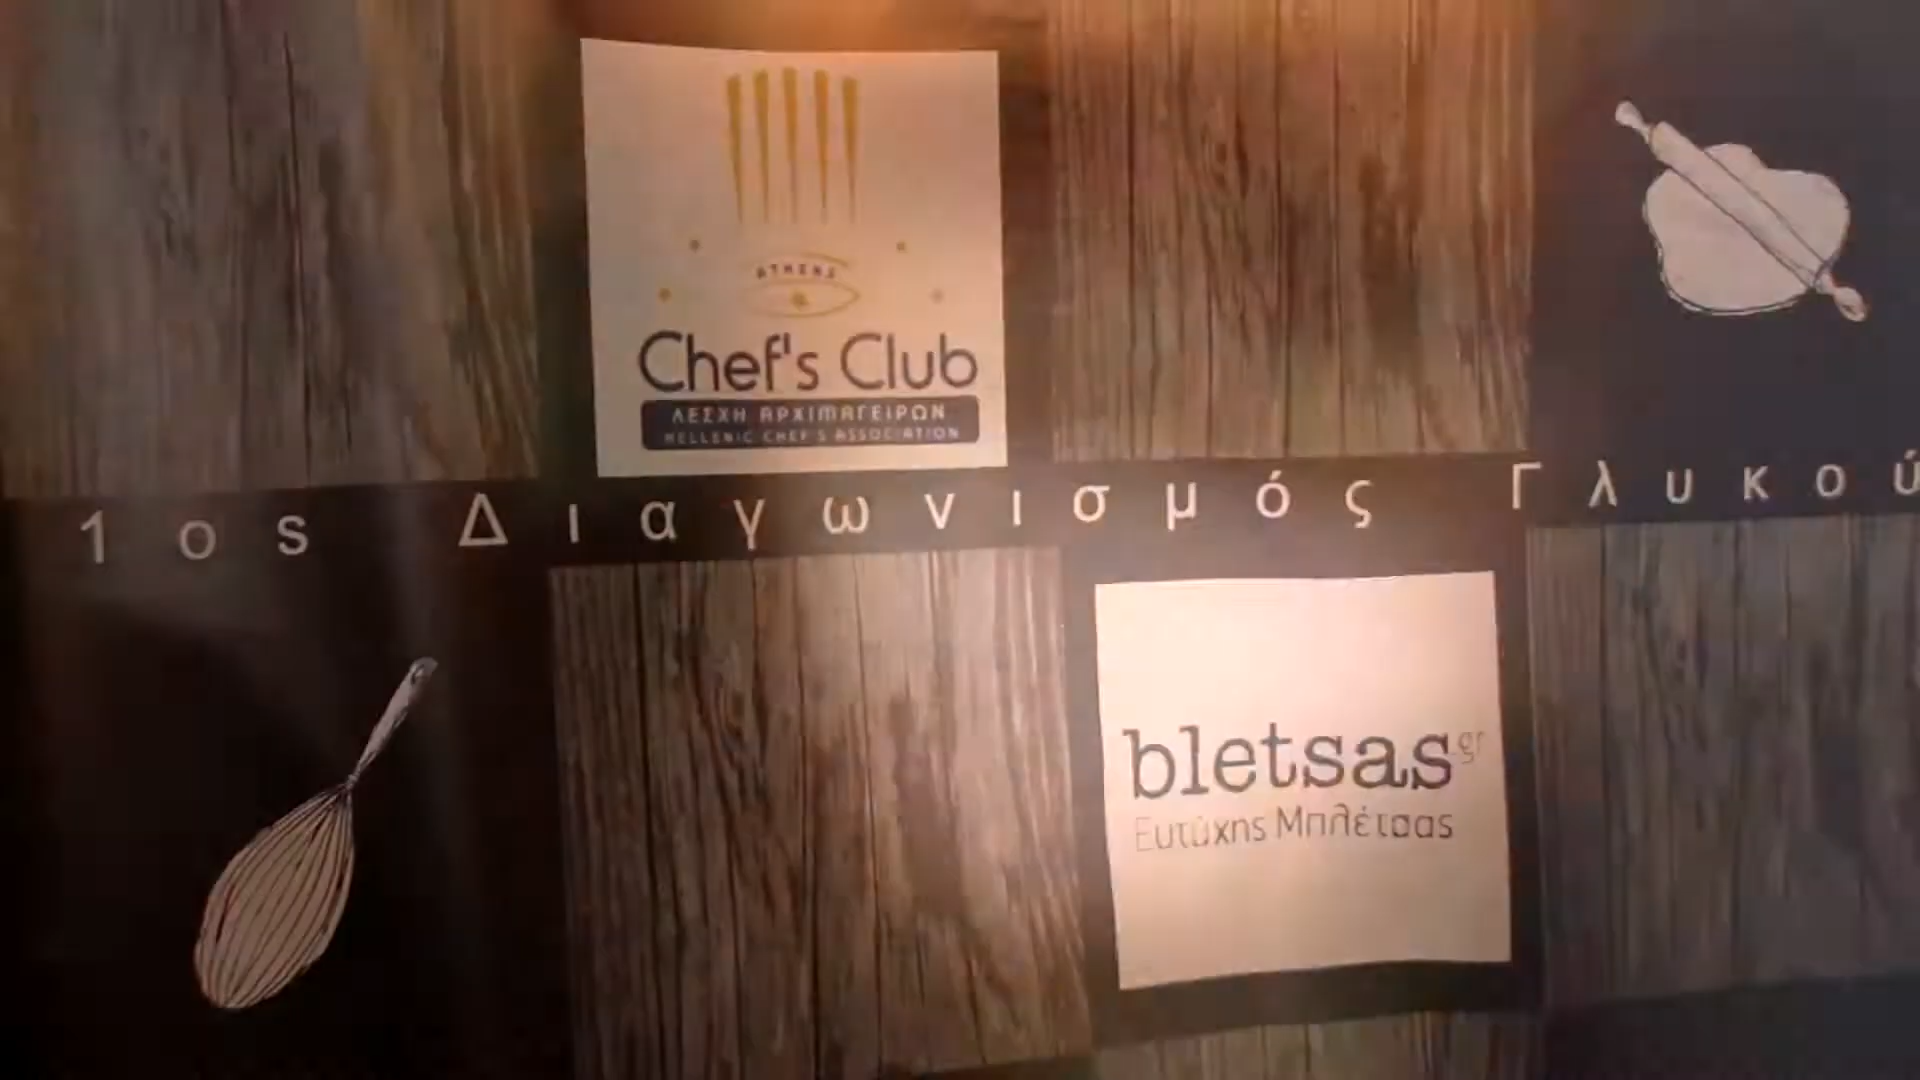 ATHENS
Chef's Club
ΛΕΣΧΗ ΑΡΧΙΜΑΓΕΙΡΩΝ
HELLENIC CHEF'S ASSOCIATION
1ος Διαγωνισμός Γλυκού
bletsas.gr
Ευτύχης Μπλέτσας